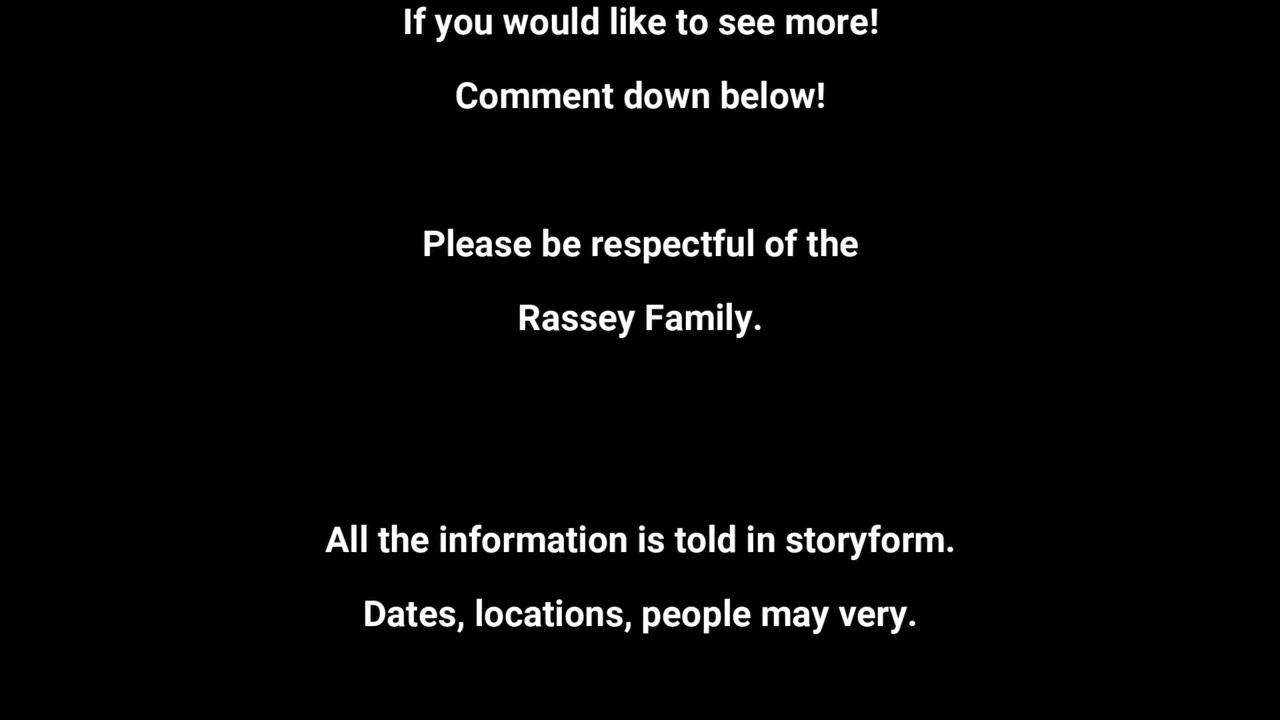 If you would like to see more!
Comment down below!
Please be respectful of the
Rassey Family.
All the information is told in storyform.
Dates, locations, people may very.